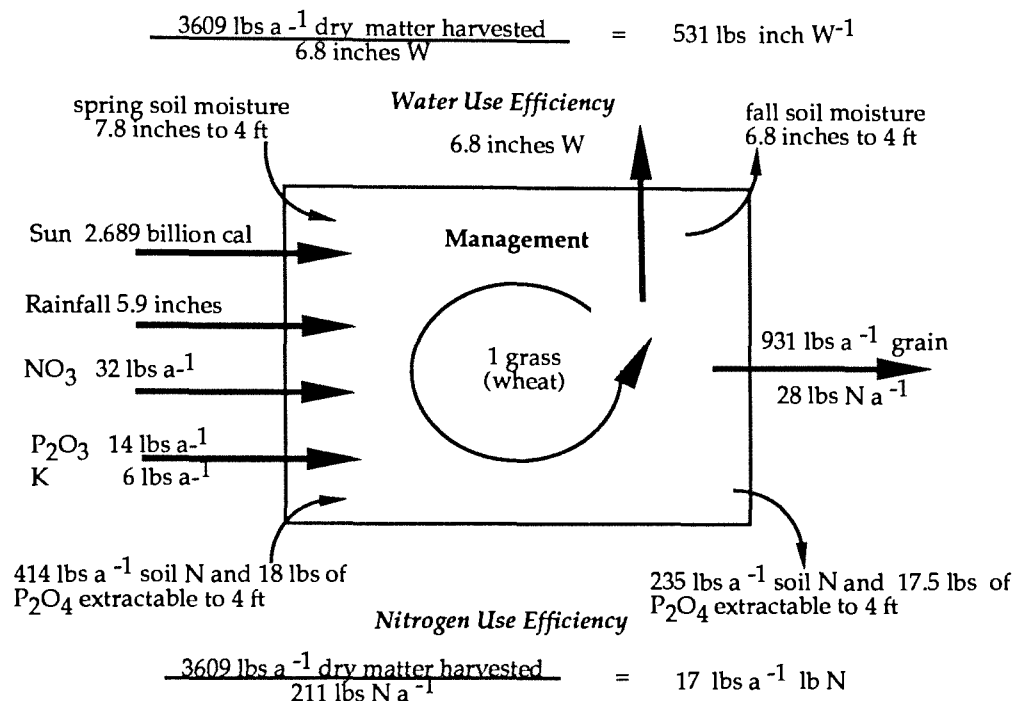 3609 lbs a -1 dry matter harvested = 531 lbs inch W-1
6.8 inches W
Water Use Efficiency
spring soil moisture
7.8 inches to 4 ft
6.8 inches W
fall soil moisture
6.8 inches to 4 ft
Sun 2.689 billion cal
Management
Rainfall 5.9 inches
NO3 32 lbs a-1
1 grass
(wheat)
931 lbs a -1 grain
28 lbs N a -1
P2O3 14 lbs a-1
K 6 lbs a-1
414 lbs a -1 soil N and 18 lbs of
P2O4 extractable to 4 ft
235 lbs a-1 soil N and 17.5 lbs of
P2O4 extractable to 4 ft
Nitrogen Use Efficiency
3609 lbs a -1 dry matter harvested = 17 lbs a-1 lb N
211 lbs N a -1